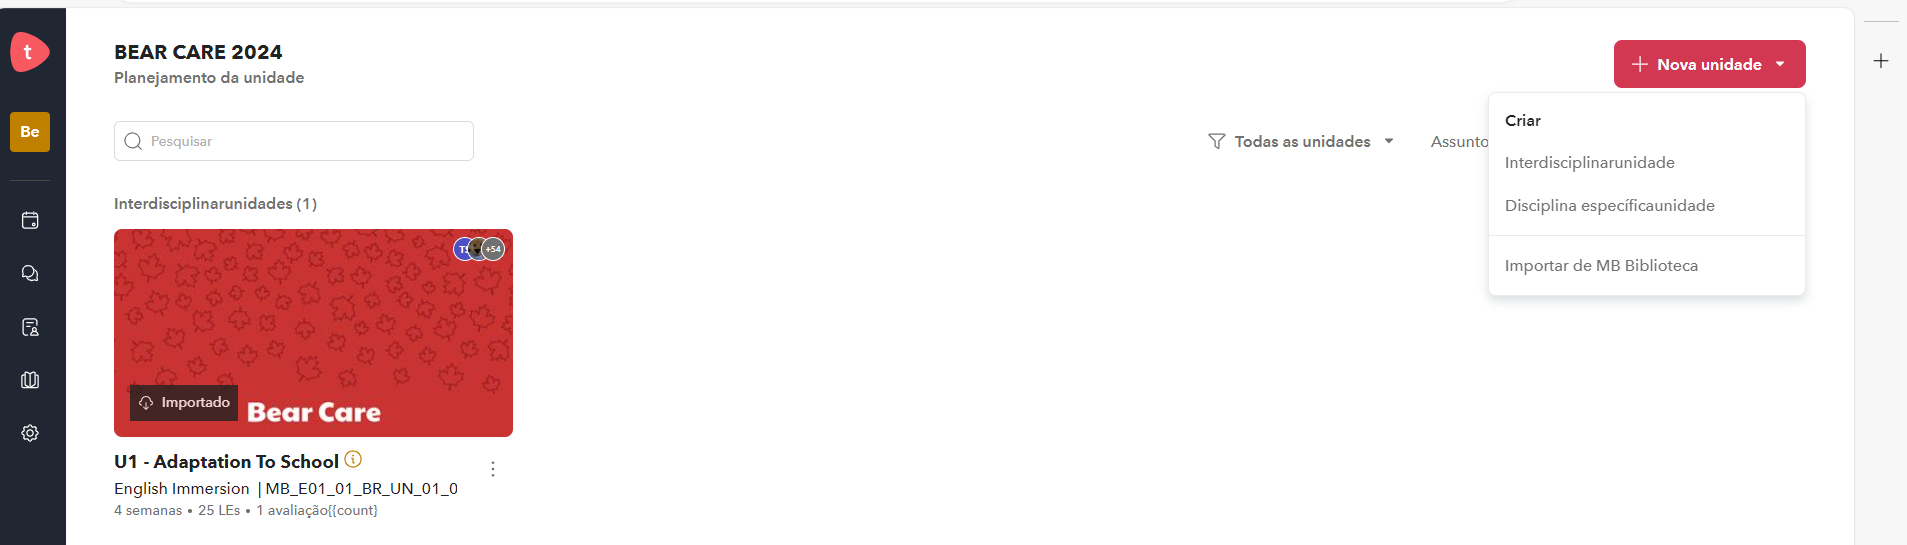 t
BEAR CARE 2024
Planejamento da unidade
Nova unidade
Be
Criar
Pesquisar
Todas as unidades
Assunto
Interdisciplinarunidade
Interdisciplinarunidades (1)
Disciplina específicaunidade
TS
+54
Importar de MB Biblioteca
Importado
Bear Care
U1 - Adaptation To School
English Immersion | MB_E01_01_BR_UN_01_0
4 semanas • 25 LEs • 1 avaliação{{count}